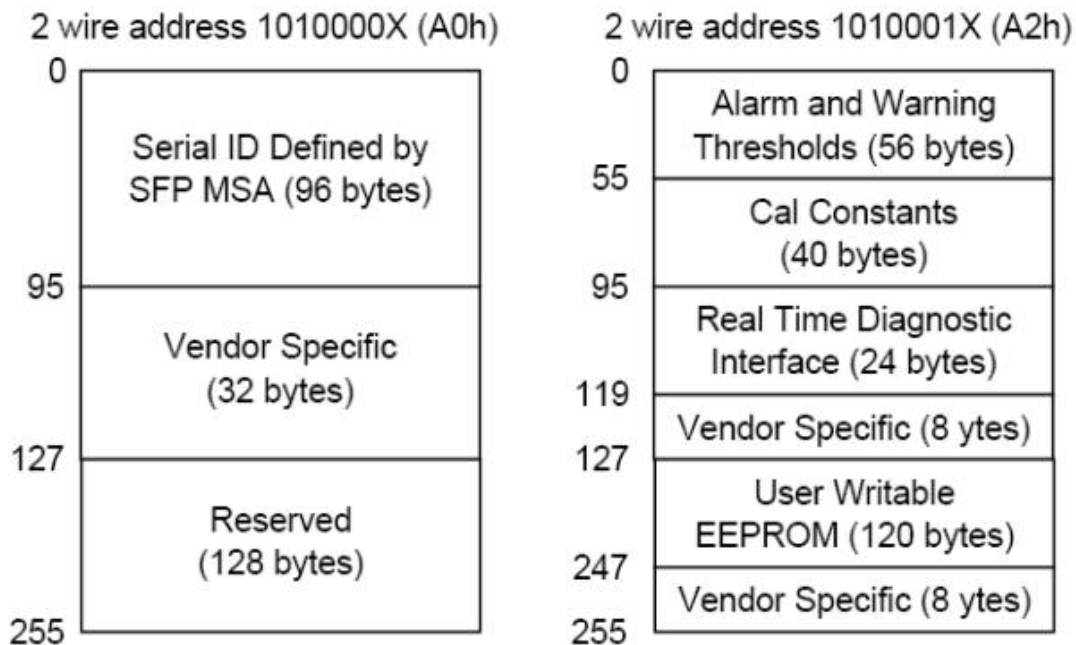 2 wire address 1010000X (A0h)
0
Serial ID Defined by
SFP MSA (96 bytes)
95
Vendor Specific
(32 bytes)
127
Reserved
(128 bytes)
255
2 wire address 1010001X (A2h)
0
Alarm and Warning
Thresholds (56 bytes)
55
Cal Constants
(40 bytes)
95
Real Time Diagnostic
Interface (24 bytes)
119
Vendor Specific (8 ytes)
127
User Writable
EEPROM (120 bytes)
247
Vendor Specific (8 ytes)
255